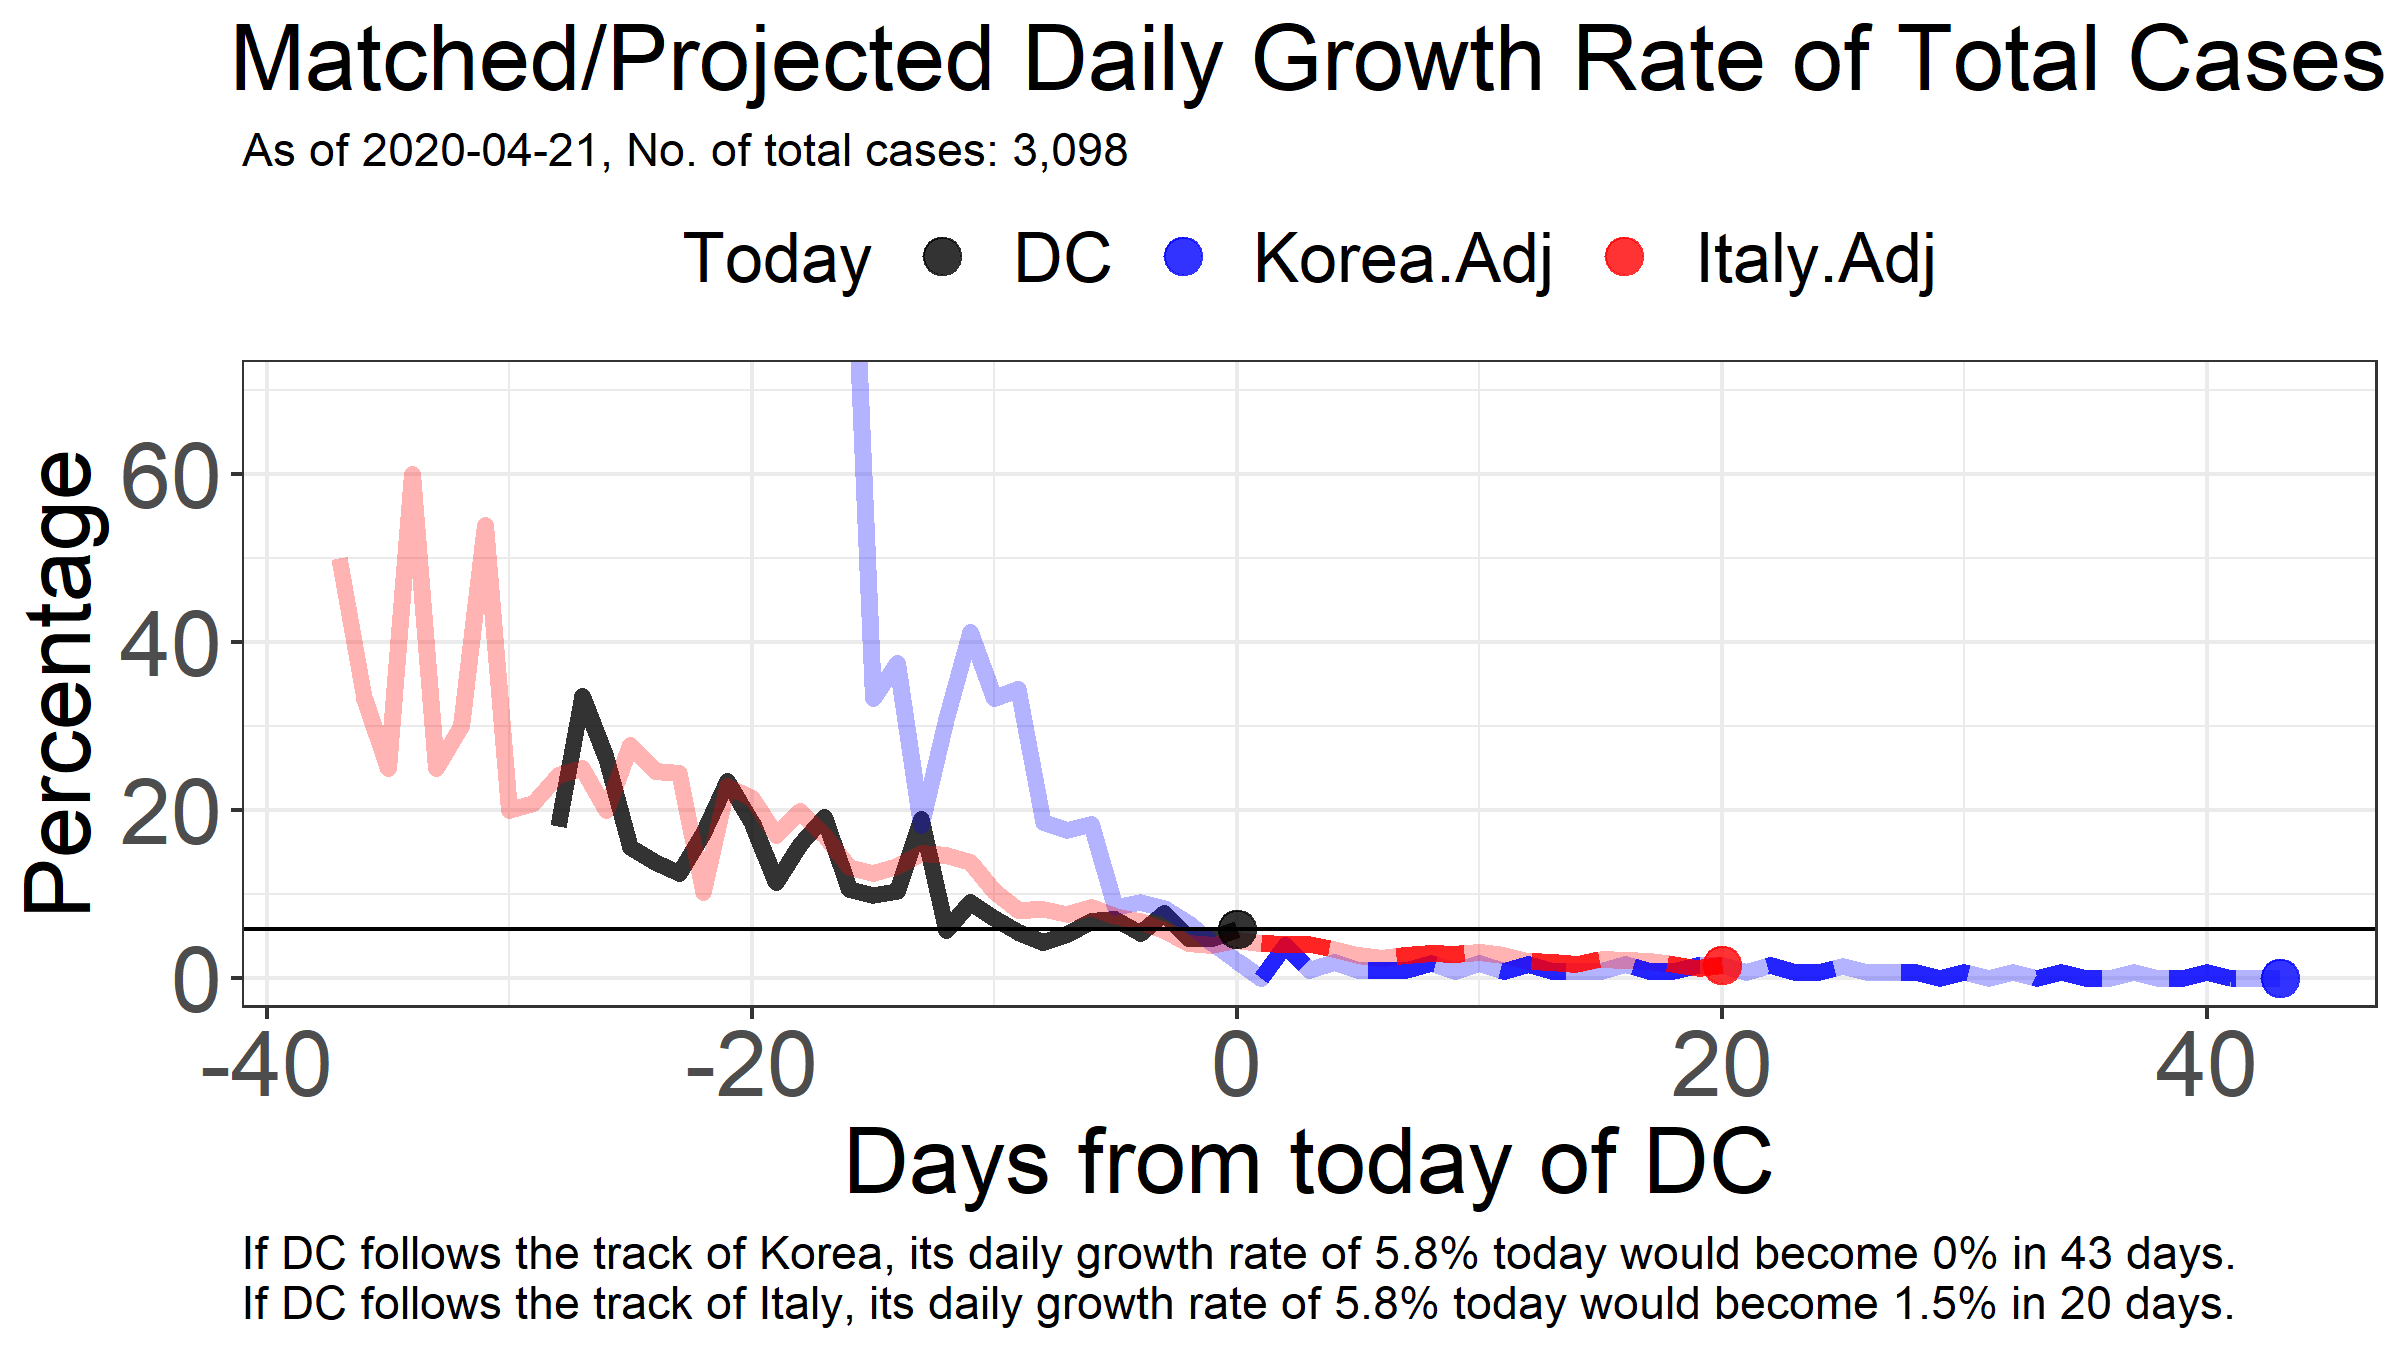 Matched/Projected Daily Growth Rate of Total Cases
As of 2020-04-21, No. of total cases: 3,098
Today DC Korea.Adj Italy.Adj
Percentage
60
40
20
0
-40 -20 0 20 40
Days from today of DC
If DC follows the track of Korea, its daily growth rate of 5.8% today would become 0% in 43 days.
If DC follows the track of Italy, its daily growth rate of 5.8% today would become 1.5% in 20 days.